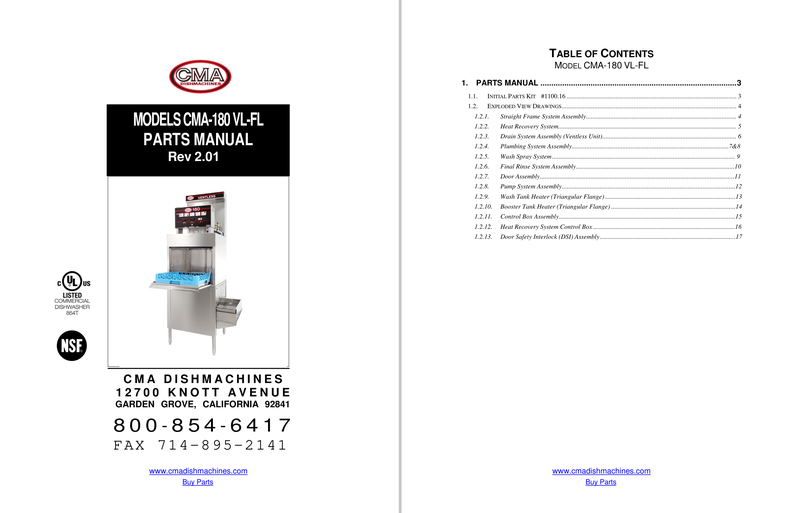 CMA
DISHMACHINES
MODELS CMA-180 VL-FL
PARTS MANUAL
Rev 2.01
VENTLESS
180
C UL US
LISTED
COMMERCIAL
DISHWASHER
864T
NSF
CMA DISHMACHINES
12700 KNOTT AVENUE
GARDEN GROVE, CALIFORNIA 92841
800-854-6417
FAX 714-895-2141
www.cmadishmachines.com
Buy Parts
TABLE OF CONTENTS
MODEL CMA-180 VL-FL
1. PARTS MANUAL ... 3
1.1. INITIAL PARTS KIT #1100.16 ... 3
1.2. EXPLODED VIEW DRAWINGS ... 4
1.2.1. Straight Frame System Assembly ... 4
1.2.2. Heat Recovery System ... 5
1.2.3. Drain System Assembly (Ventless Unit) ... 6
1.2.4. Plumbing System Assembly ... 7&8
1.2.5. Wash Spray System ... 9
1.2.6. Final Rinse System Assembly ... 10
1.2.7. Door Assembly ... 11
1.2.8. Pump System Assembly ... 12
1.2.9. Wash Tank Heater (Triangular Flange) ... 13
1.2.10. Booster Tank Heater (Triangular Flange) ... 14
1.2.11. Control Box Assembly ... 15
1.2.12. Heat Recovery System Control Box ... 16
1.2.13. Door Safety Interlock (DSI) Assembly ... 17
www.cmadishmachines.com
Buy Parts